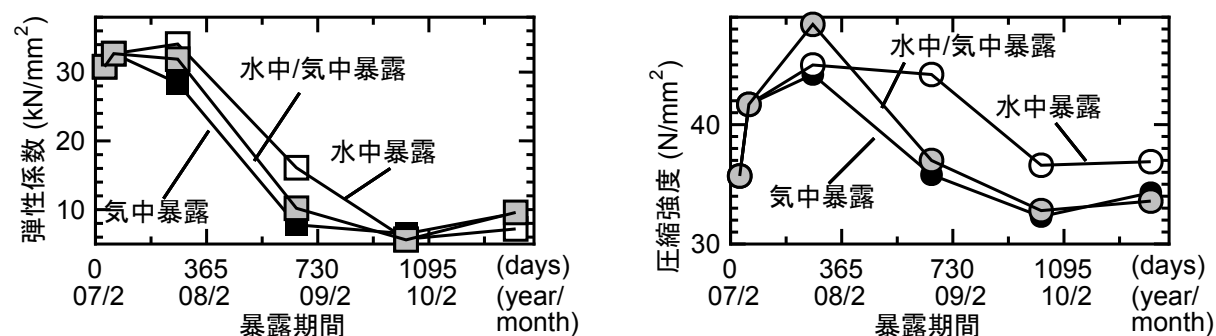 弾性係数 (kN/mm²)
30
20
10
水中/気中暴露
水中暴露
気中暴露
0 365 730 1095 (days)
07/2 08/2 09/2 10/2 (year/
month)
暴露期間
圧縮強度 (N/mm²)
40
30
水中/気中暴露
水中暴露
気中暴露
0 365 730 1095 (days)
07/2 08/2 09/2 10/2 (year/
month)
暴露期間